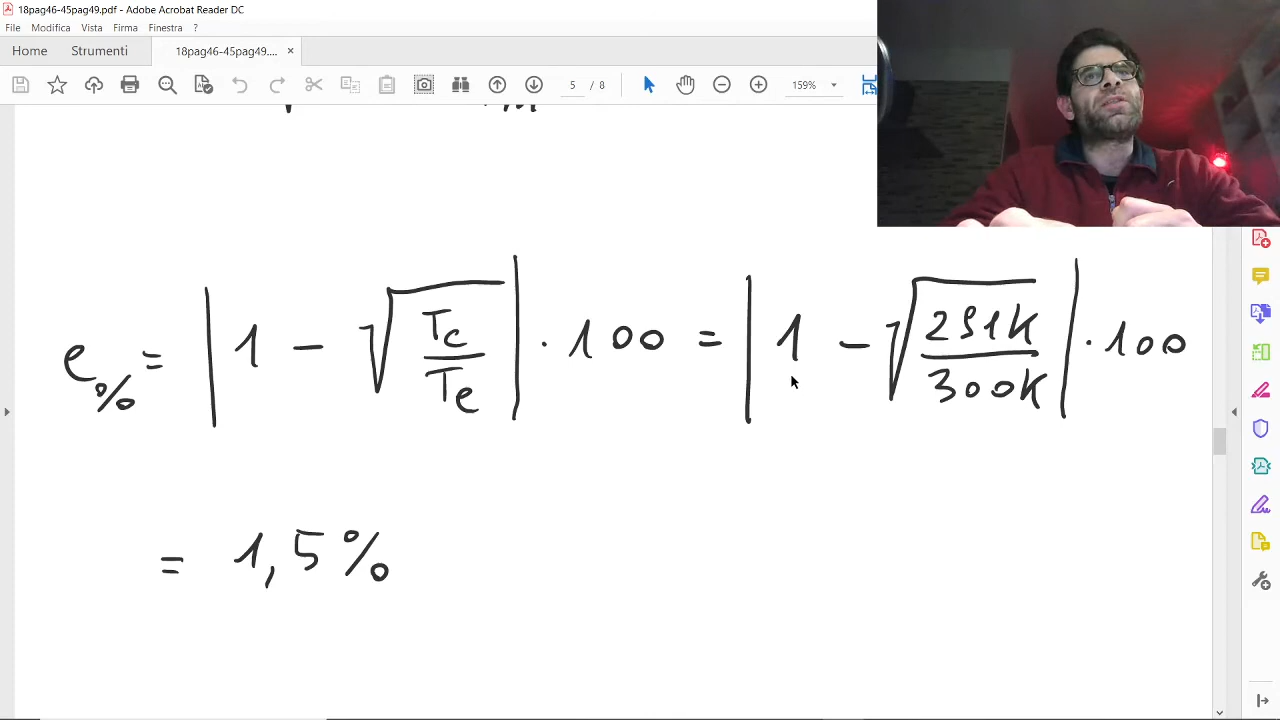 18pag46-45pag49.pdf - Adobe Acrobat Reader DC
File Modifica Vista Firma Finestra ?
Home Strumenti 18pag46-45pag49.... ×
5 / 8 159%
e% = | 1 - √(Tc/Te) | · 100 = | 1 - √(291K/300K) | · 100
= 1,5%